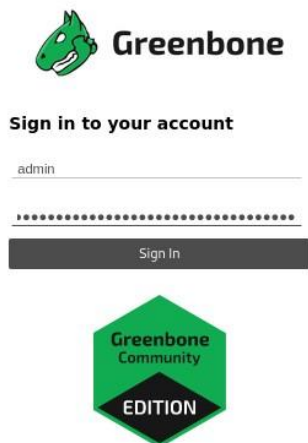 Greenbone
Sign in to your account
admin
••••••••••••••••••••••••••••••••••••
Sign In
Greenbone
Community
EDITION